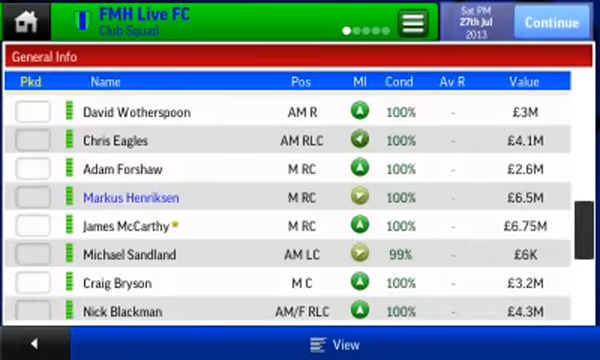 FMH Live FC
Club Squad
Sat PM
27th Jul
2013
Continue
General Info
Pkd Name Pos Ml Cond Av R Value
David Wotherspoon AM R 100% - £3M
Chris Eagles AM RLC 100% - £4.1M
Adam Forshaw M RC 100% - £2.6M
Markus Henriksen M RC 100% - £6.5M
James McCarthy M RC 100% - £6.75M
Michael Sandland AM LC 99% - £6K
Craig Bryson M C 100% - £3.2M
Nick Blackman AM/F RLC 100% - £4.3M
View